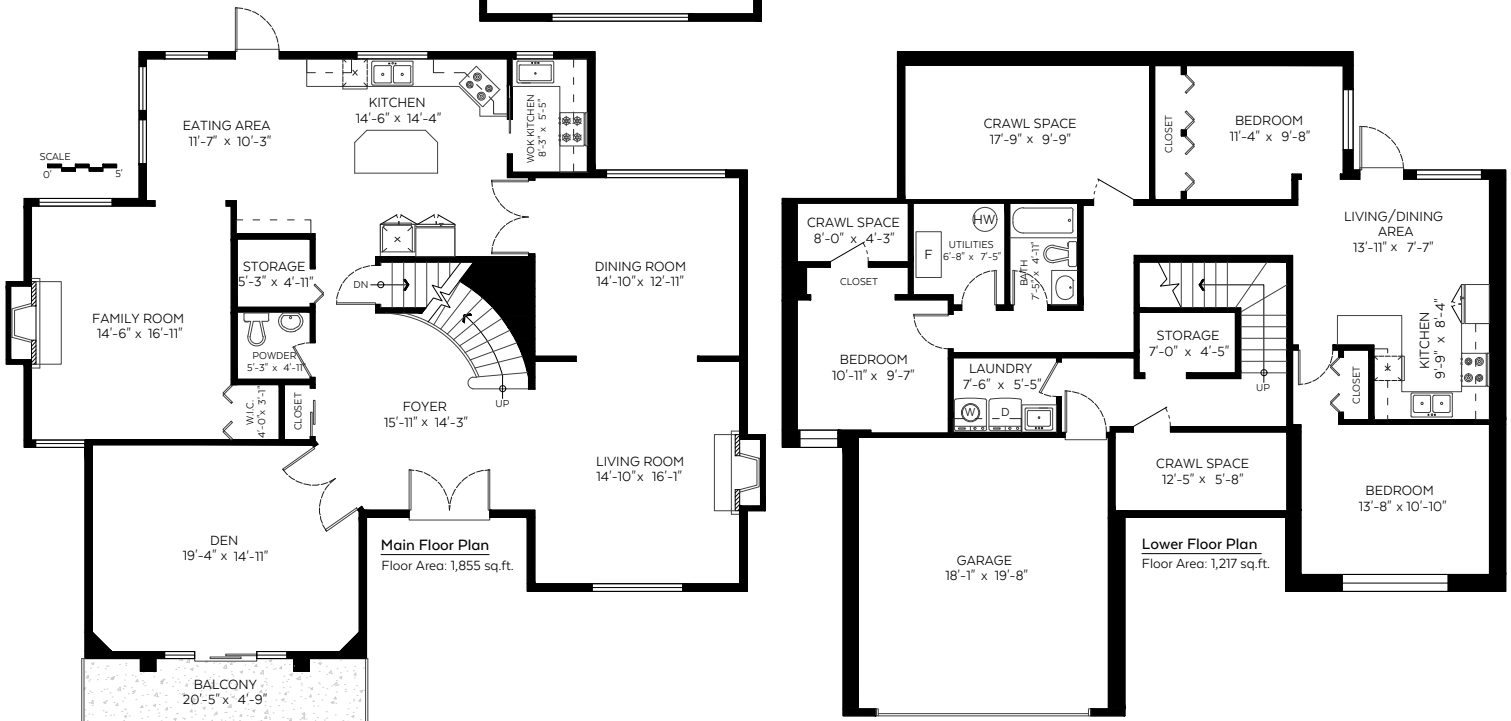 KITCHEN
14'-6" x 14'-4"
EATING AREA
11'-7" x 10'-3"
WOK KITCHEN
8'-3" x 5'-5"
SCALE
0' 5'
STORAGE
5'-3" x 4'-11"
DN
DINING ROOM
14'-10" x 12'-11"
FAMILY ROOM
14'-6" x 16'-11"
POWDER
5'-3" x 4'-11"
W.I.C.
4'-0" x 3'-1"
CLOSET
FOYER
15'-11" x 14'-3"
UP
LIVING ROOM
14'-10" x 16'-1"
DEN
19'-4" x 14'-11"
Main Floor Plan
Floor Area: 1,855 sq.ft.
BALCONY
20'-5" x 4'-9"
CRAWL SPACE
17'-9" x 9'-9"
CLOSET
BEDROOM
11'-4" x 9'-8"
CRAWL SPACE
8'-0" x 4'-3"
HW
F
UTILITIES
6'-8" x 7'-5"
BATH
7'-5" x 4'-11"
LIVING/DINING
AREA
13'-11" x 7'-7"
CLOSET
BEDROOM
10'-11" x 9'-7"
STORAGE
7'-0" x 4'-5"
KITCHEN
9'-9" x 8'-4"
LAUNDRY
7'-6" x 5'-5"
W
D
UP
CLOSET
CRAWL SPACE
12'-5" x 5'-8"
BEDROOM
13'-8" x 10'-10"
GARAGE
18'-1" x 19'-8"
Lower Floor Plan
Floor Area: 1,217 sq.ft.